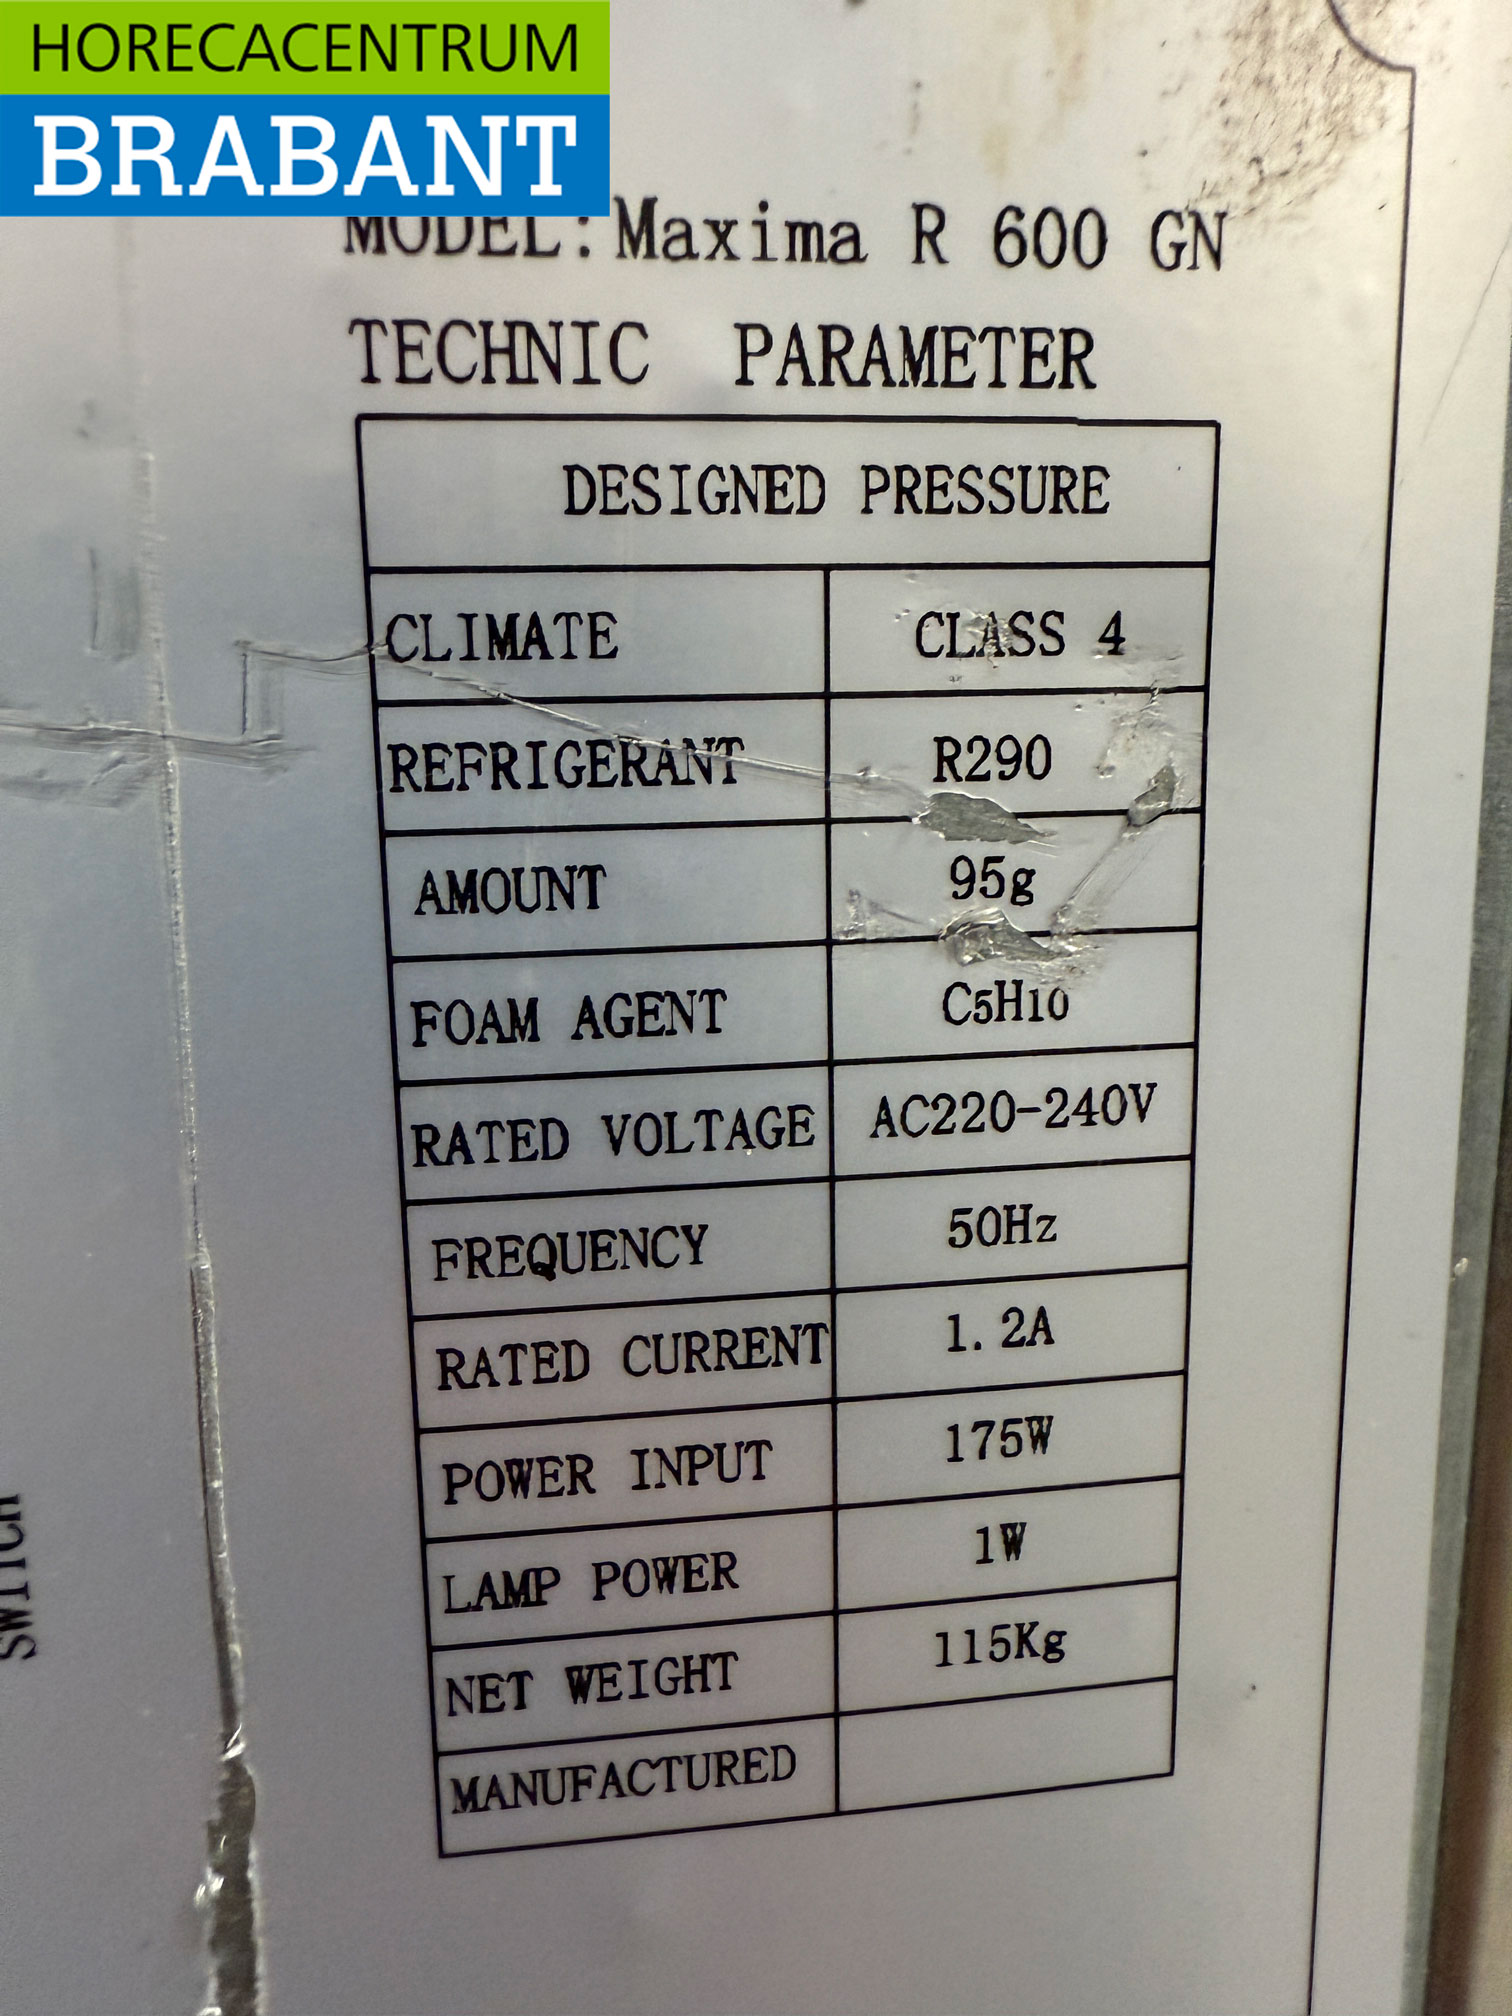 HORECACENTRUM
BRABANT
MODEL: Maxima R 600 GN
TECHNIC PARAMETER
DESIGNED PRESSURE
CLIMATE CLASS 4
REFRIGERANT R290
AMOUNT 95g
FOAM AGENT C5H10
RATED VOLTAGE AC220-240V
FREQUENCY 50Hz
RATED CURRENT 1.2A
POWER INPUT 175W
LAMP POWER 1W
NET WEIGHT 115Kg
MANUFACTURED
SWITCH